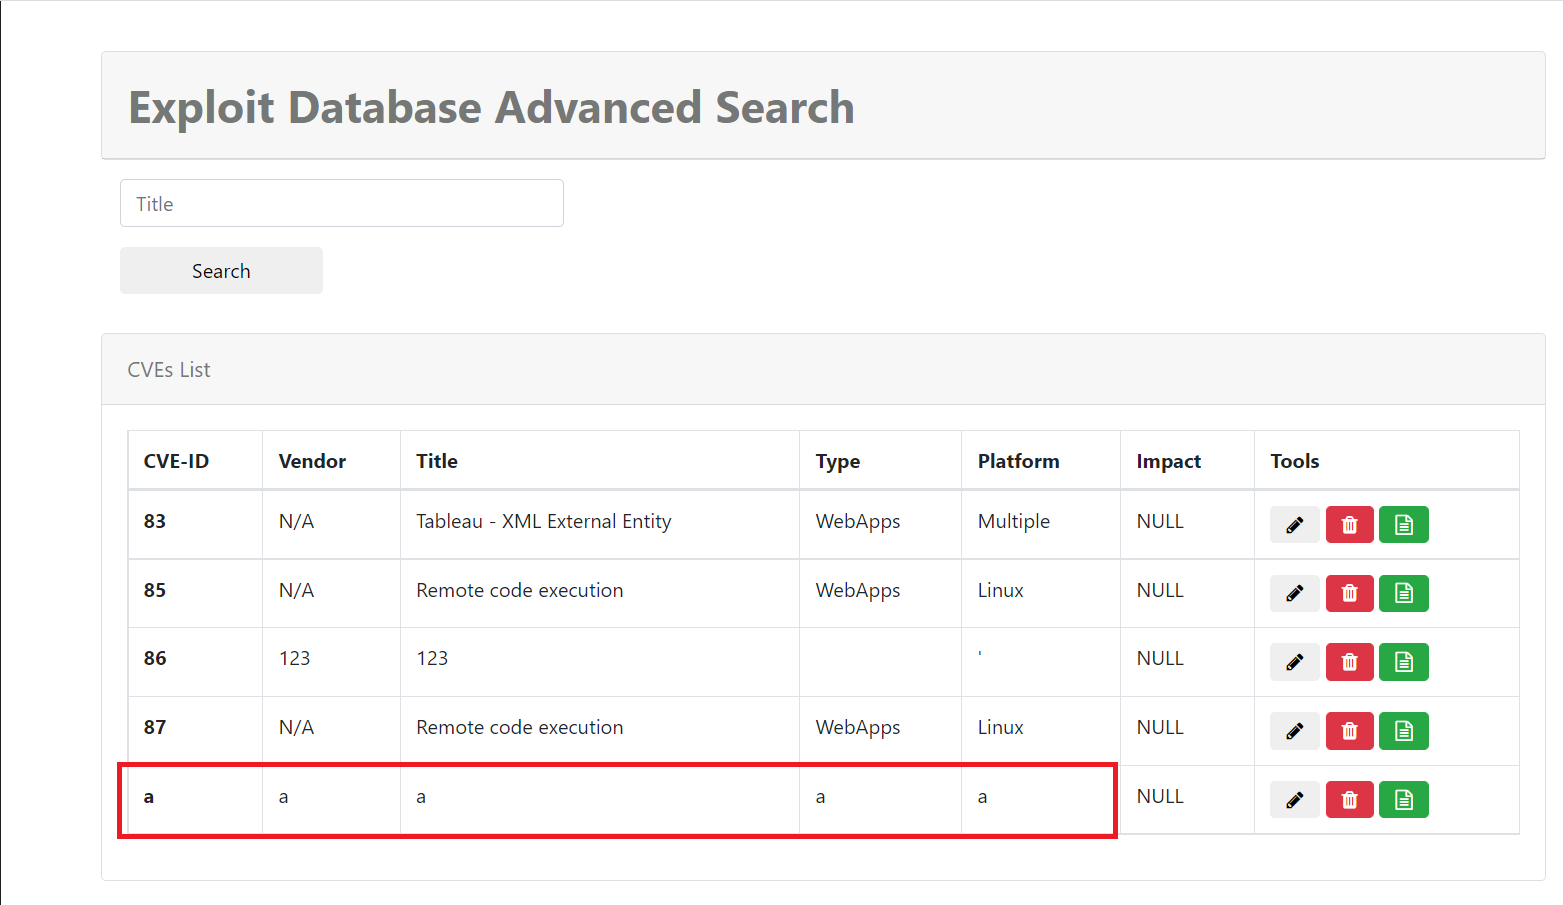 Exploit Database Advanced Search
Title
Search
CVEs List
CVE-ID Vendor Title Type Platform Impact Tools
83 N/A Tableau - XML External Entity WebApps Multiple NULL
85 N/A Remote code execution WebApps Linux NULL
86 123 123 ' NULL
87 N/A Remote code execution WebApps Linux NULL
a a a a a NULL